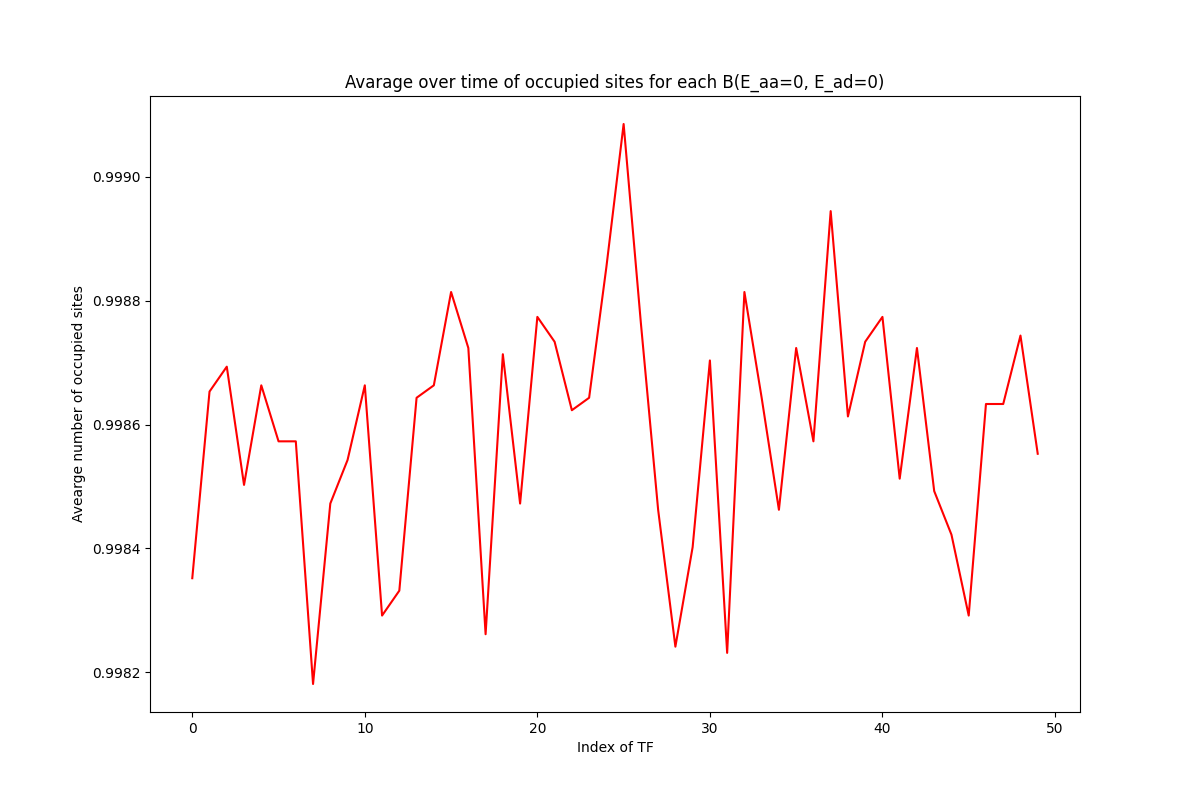 Avarage over time of occupied sites for each B(E_aa=0, E_ad=0)
Avearge number of occupied sites
0.9990
0.9988
0.9986
0.9984
0.9982
0 10 20 30 40 50
Index of TF